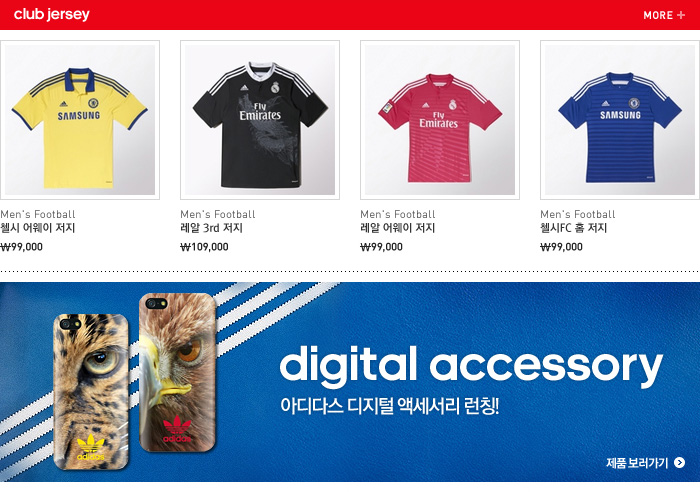 club jersey
MORE +
SAMSUNG
Fly
Emirates
Fly
Emirates
SAMSUNG
Men's Football
첼시 어웨이 저지
₩99,000
Men's Football
레알 3rd 저지
₩109,000
Men's Football
레알 어웨이 저지
₩99,000
Men's Football
첼시FC 홈 저지
₩99,000
digital accessory
아디다스 디지털 액세서리 런칭!
adidas
adidas
제품 보러가기